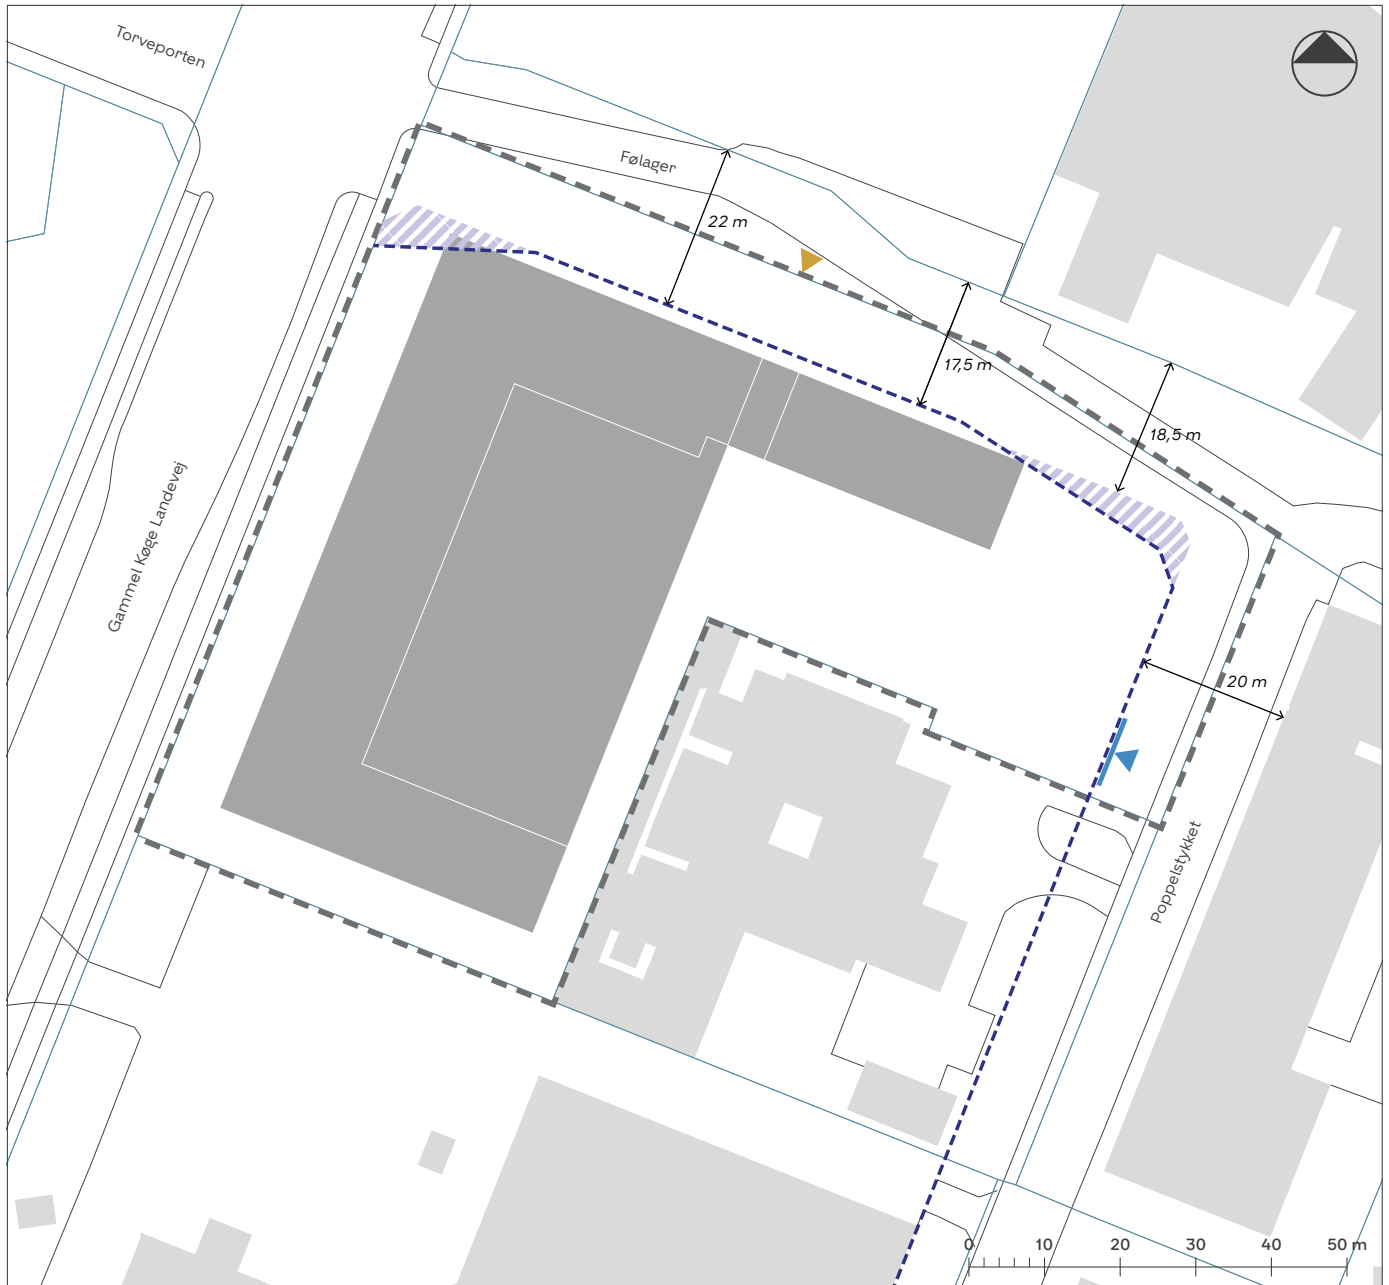 Torveporten
Følager
22 m
17,5 m
18,5 m
Gammel Køge Landevej
20 m
Poppelstykket
0 10 20 30 40 50 m